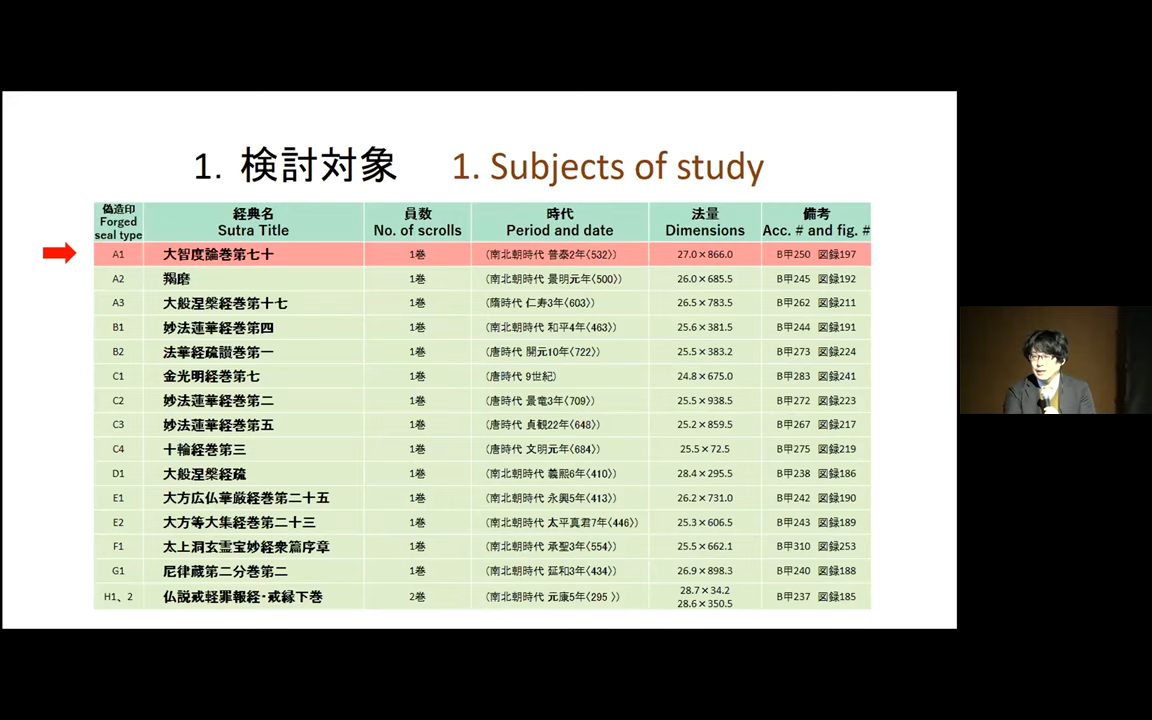 1. 検討対象 1. Subjects of study
偽造印 Forged seal type 経典名 Sutra Title 員数 No. of scrolls 時代 Period and date 法量 Dimensions 備考 Acc. # and fig. #
A1 大智度論巻第七十 1巻 (南北朝時代 普泰2年〈532〉) 27.0×866.0 B甲250 図録197
A2 羯磨 1巻 (南北朝時代 景明元年〈500〉) 26.0×685.5 B甲245 図録192
A3 大般涅槃経巻第十七 1巻 (隋時代 仁寿3年〈603〉) 26.5×783.5 B甲262 図録211
B1 妙法蓮華経巻第四 1巻 (南北朝時代 和平4年〈463〉) 25.6×381.5 B甲244 図録191
B2 法華経疏讃巻第一 1巻 (唐時代 開元10年〈722〉) 25.5×383.2 B甲273 図録224
C1 金光明経巻第七 1巻 (唐時代 9世紀) 24.8×675.0 B甲283 図録241
C2 妙法蓮華経巻第二 1巻 (唐時代 景竜3年〈709〉) 25.5×938.5 B甲272 図録223
C3 妙法蓮華経巻第五 1巻 (唐時代 貞観22年〈648〉) 25.2×859.5 B甲267 図録217
C4 十輪経巻第三 1巻 (唐時代 文明元年〈684〉) 25.5×72.5 B甲275 図録219
D1 大般涅槃経疏 1巻 (南北朝時代 義熙6年〈410〉) 28.4×295.5 B甲238 図録186
E1 大方広仏華厳経巻第二十五 1巻 (南北朝時代 永興5年〈413〉) 26.2×731.0 B甲242 図録190
E2 大方等大集経巻第二十三 1巻 (南北朝時代 太平真君7年〈446〉) 25.3×606.5 B甲243 図録189
F1 太上洞玄霊宝妙経衆篇序章 1巻 (南北朝時代 承聖3年〈554〉) 25.5×662.1 B甲310 図録253
G1 尼律蔵第二分巻第二 1巻 (南北朝時代 延和3年〈434〉) 26.9×898.3 B甲240 図録188
H1、2 仏説戒軽罪報経・戒縁下巻 2巻 (南北朝時代 元康5年〈295 〉) 28.7×34.2 28.6×350.5 B甲237 図録185